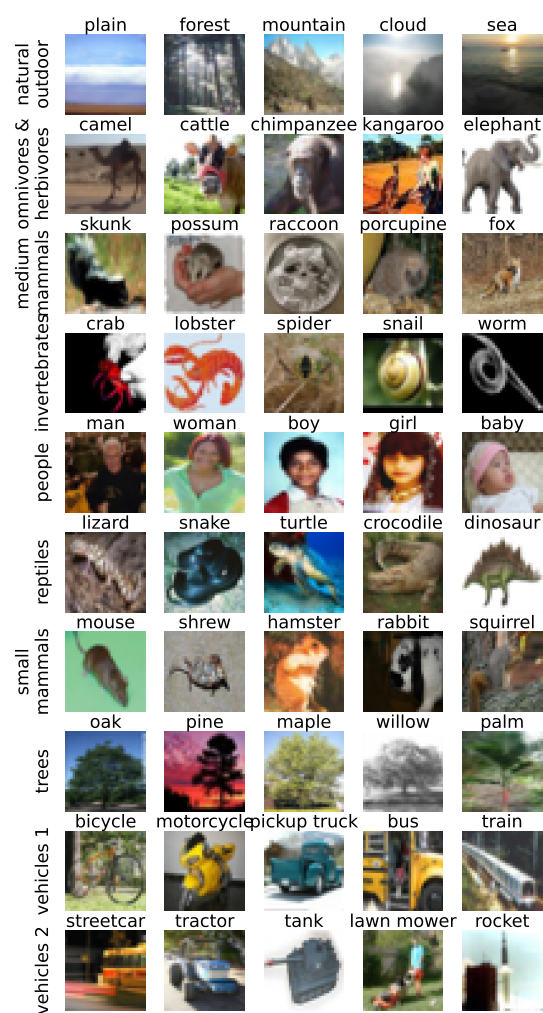 plain forest mountain cloud sea
natural
outdoor
camel cattle chimpanzee kangaroo elephant
omnivores &
herbivores
skunk possum raccoon porcupine fox
medium
mammals
crab lobster spider snail worm
invertebrates
man woman boy girl baby
people
lizard snake turtle crocodile dinosaur
reptiles
mouse shrew hamster rabbit squirrel
small
mammals
oak pine maple willow palm
trees
bicycle motorcycle pickup truck bus train
vehicles 1
streetcar tractor tank lawn mower rocket
vehicles 2